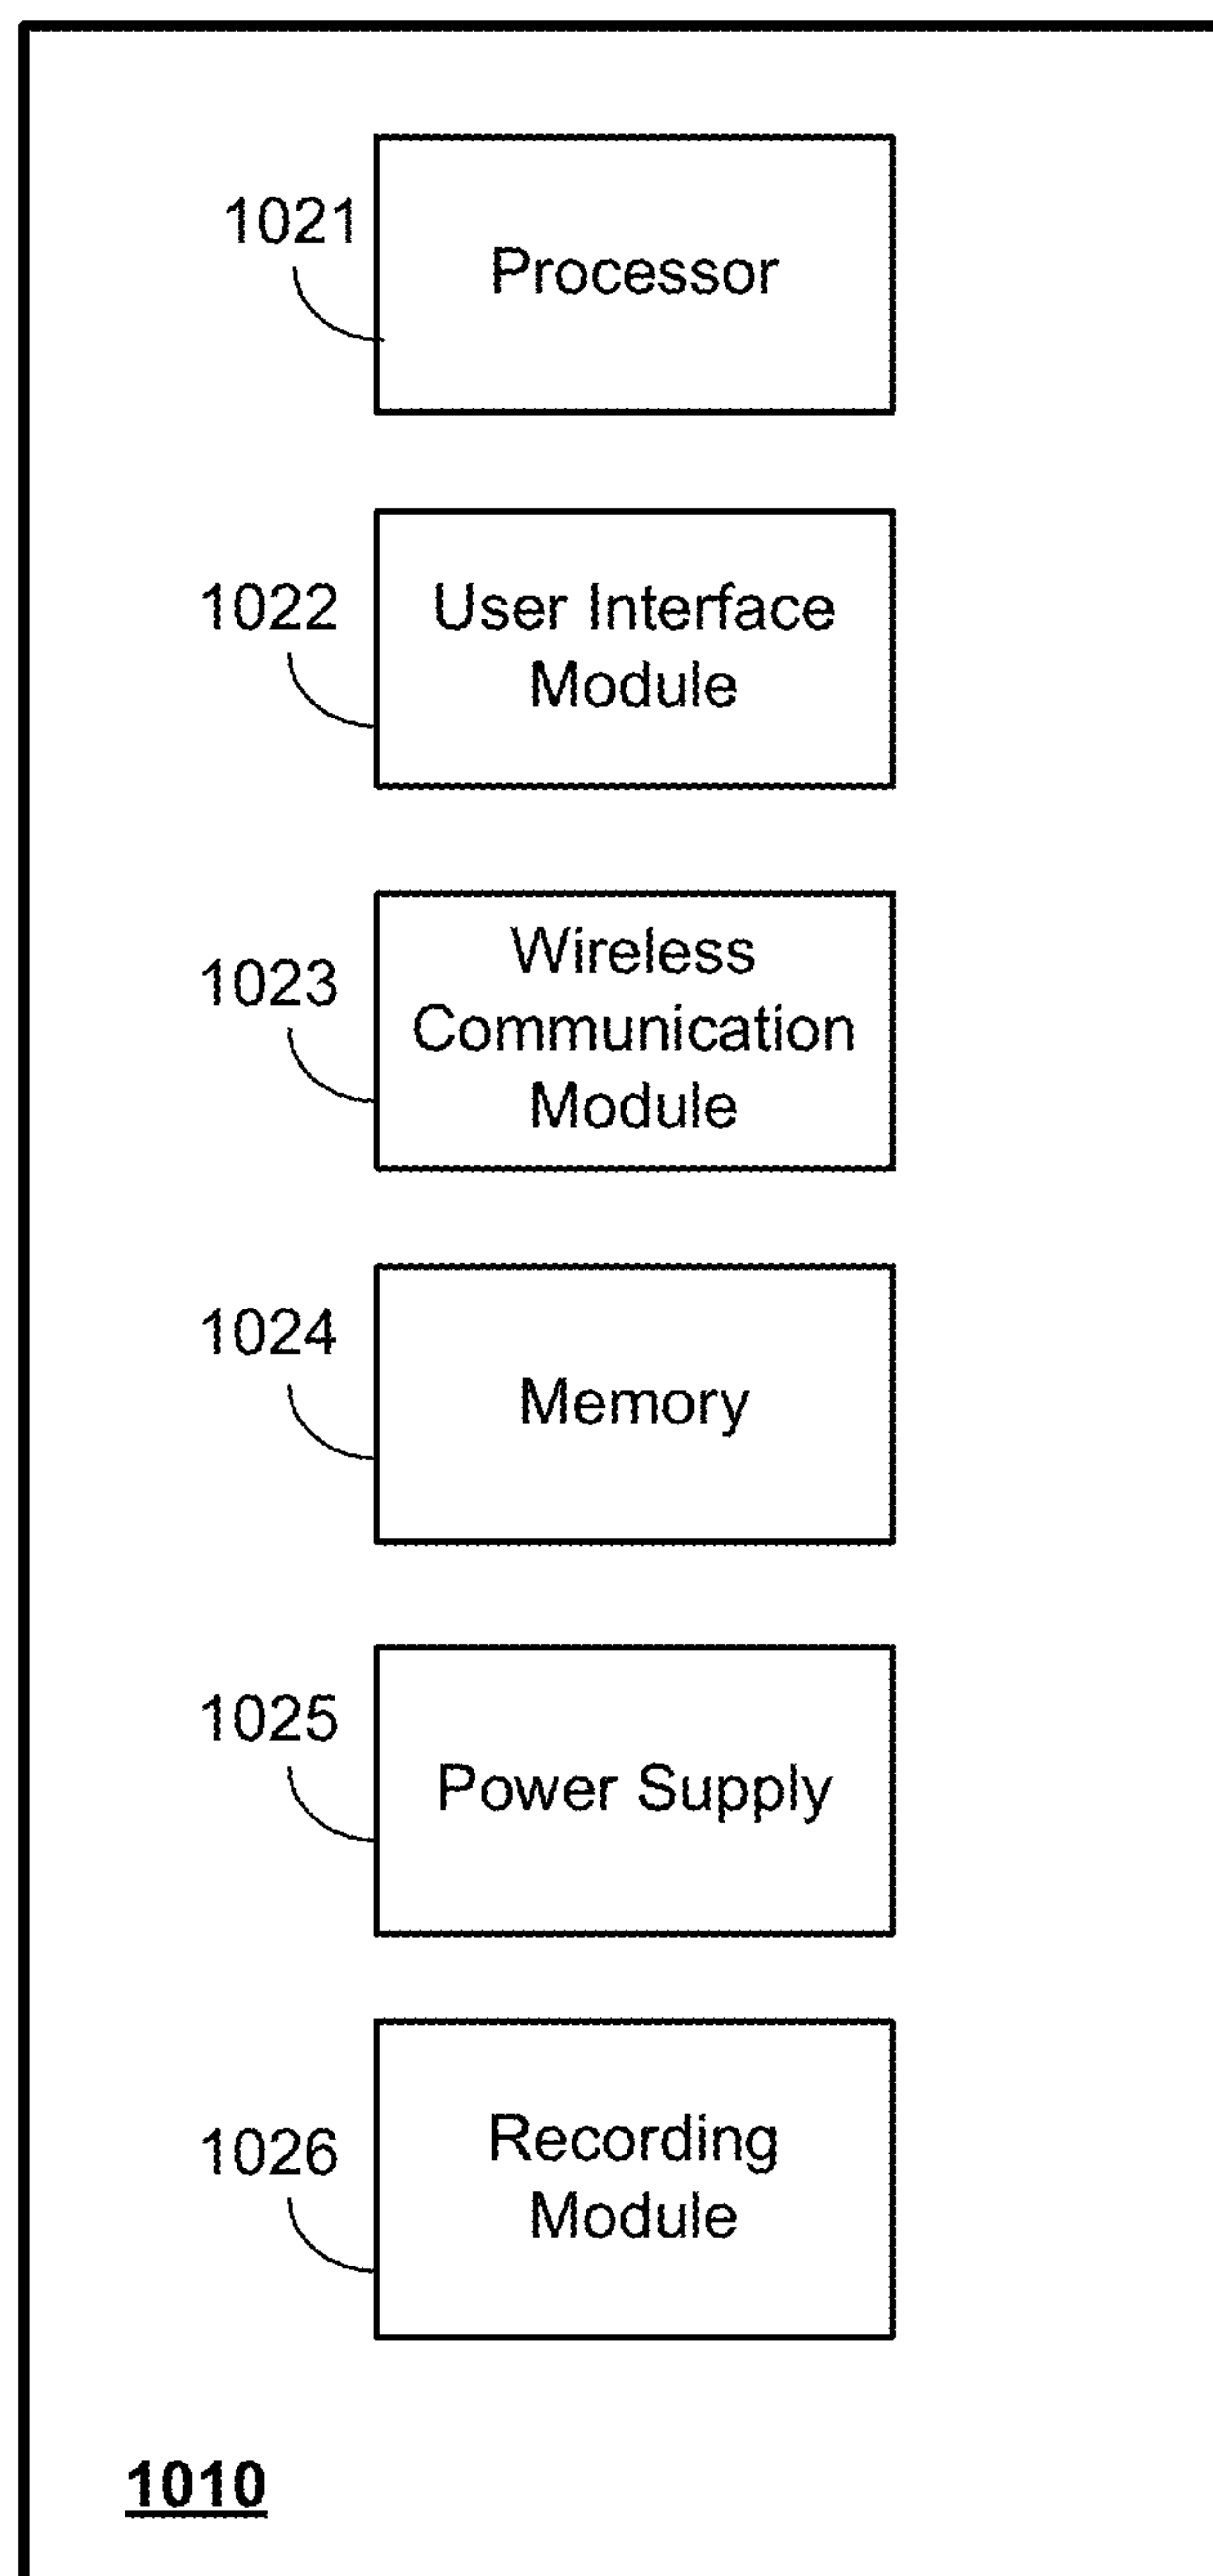 1021
Processor
1022
User Interface
Module
1023
Wireless
Communication
Module
1024
Memory
1025
Power Supply
1026
Recording
Module
1010